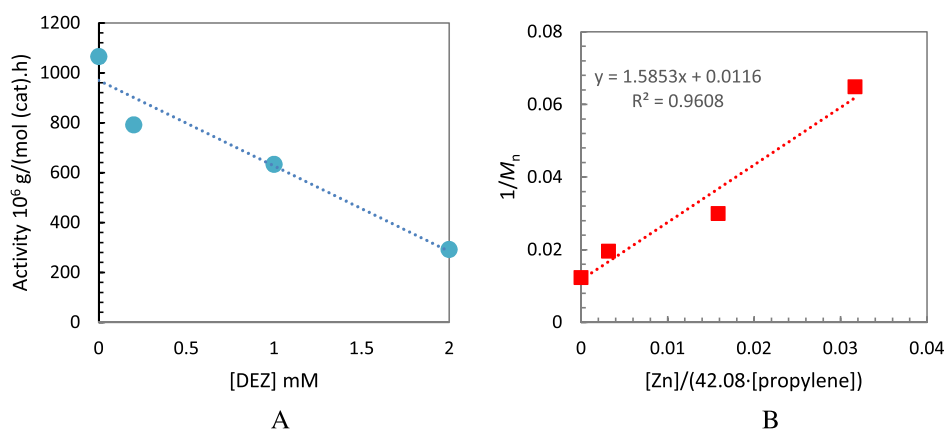 1200
1000
800
600
400
200
0
Activity 10⁶ g/(mol (cat).h)
0
0.5
1
1.5
2
[DEZ] mM
A
0.08
0.06
0.04
0.02
0
1/Mₙ
y = 1.5853x + 0.0116
R² = 0.9608
0
0.01
0.02
0.03
0.04
[Zn]/(42.08·[propylene])
B